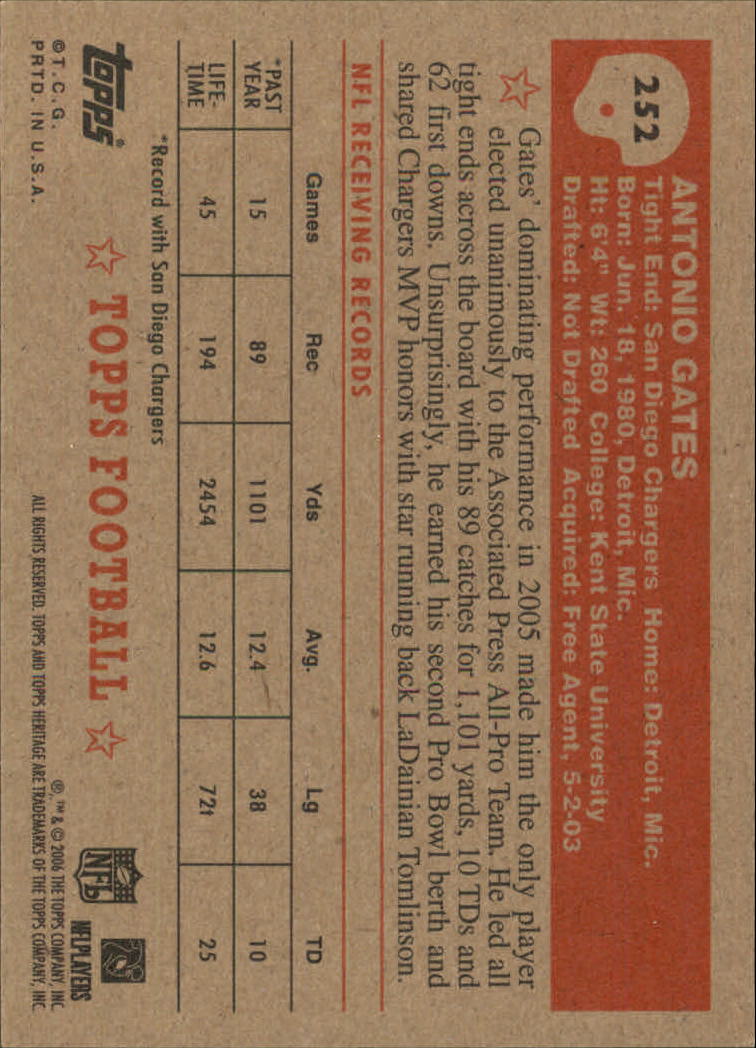 252
ANTONIO GATES
Tight End: San Diego Chargers Home: Detroit, Mic.
Born: Jun. 18, 1980, Detroit, Mic.
Ht: 6'4" Wt: 260 College: Kent State University
Drafted: Not Drafted Acquired: Free Agent, 5-2-03
Gates' dominating performance in 2005 made him the only player
elected unanimously to the Associated Press All-Pro Team. He led all
tight ends across the board with his 89 catches for 1,101 yards, 10 TDs and
62 first downs. Unsurprisingly, he earned his second Pro Bowl berth and
shared Chargers MVP honors with star running back LaDainian Tomlinson.
NFL RECEIVING RECORDS
Games Rec Yds Avg. Lg TD
*PAST YEAR 15 89 1101 12.4 38 10
LIFE-TIME 45 194 2454 12.6 72t 25
*Record with San Diego Chargers
topps®
☆ TOPPS FOOTBALL ☆
NFL
NFLPLAYERS
©T.C.G.
PRTD. IN U.S.A.
®, ™ & © 2006 THE TOPPS COMPANY, INC.
ALL RIGHTS RESERVED. TOPPS AND TOPPS HERITAGE ARE TRADEMARKS OF THE TOPPS COMPANY, INC.